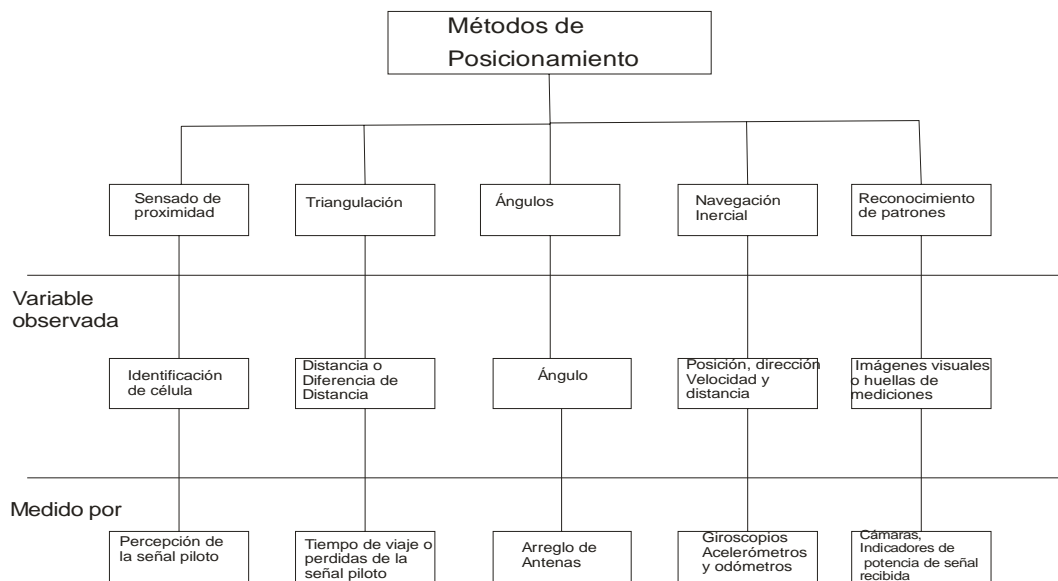 Métodos de
Posicionamiento
Sensado de
proximidad
Triangulación
Ángulos
Navegación
Inercial
Reconocimiento
de patrones
Variable
observada
Identificación
de célula
Distancia o
Diferencia de
Distancia
Ángulo
Posición, dirección
Velocidad y
distancia
Imágenes visuales
o huellas de
mediciones
Medido por
Percepción de
la señal piloto
Tiempo de viaje o
perdidas de la
señal piloto
Arreglo de
Antenas
Giroscopios
Acelerómetros
y odómetros
Cámaras,
Indicadores de
potencia de señal
recibida